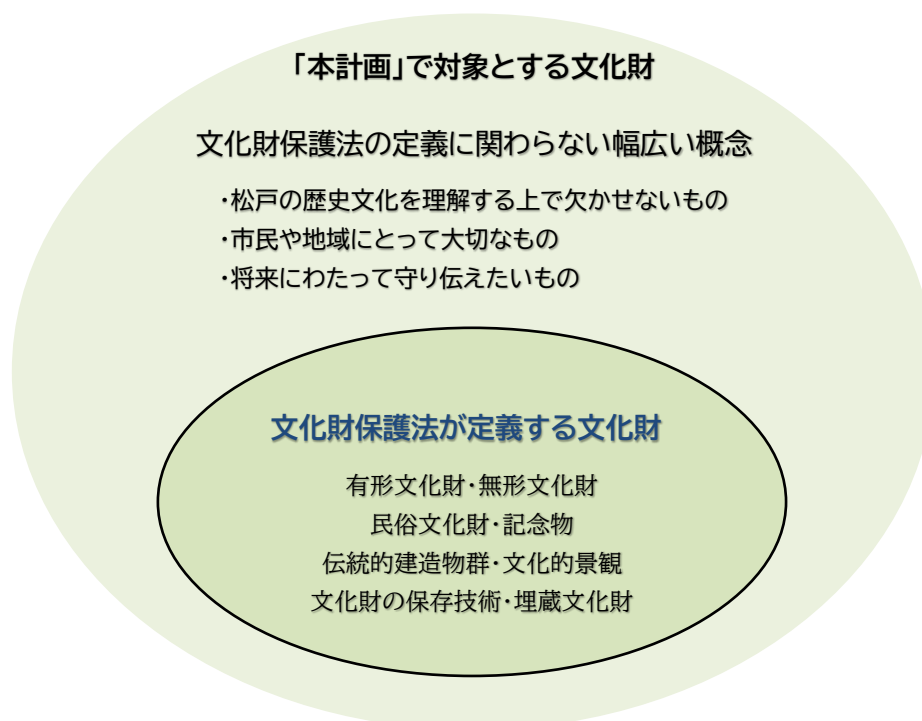 「本計画」で対象とする文化財
文化財保護法の定義に関わらない幅広い概念
・松戸の歴史文化を理解する上で欠かせないもの
・市民や地域にとって大切なもの
・将来にわたって守り伝えたいもの
文化財保護法が定義する文化財
有形文化財・無形文化財
民俗文化財・記念物
伝統的建造物群・文化的景観
文化財の保存技術・埋蔵文化財